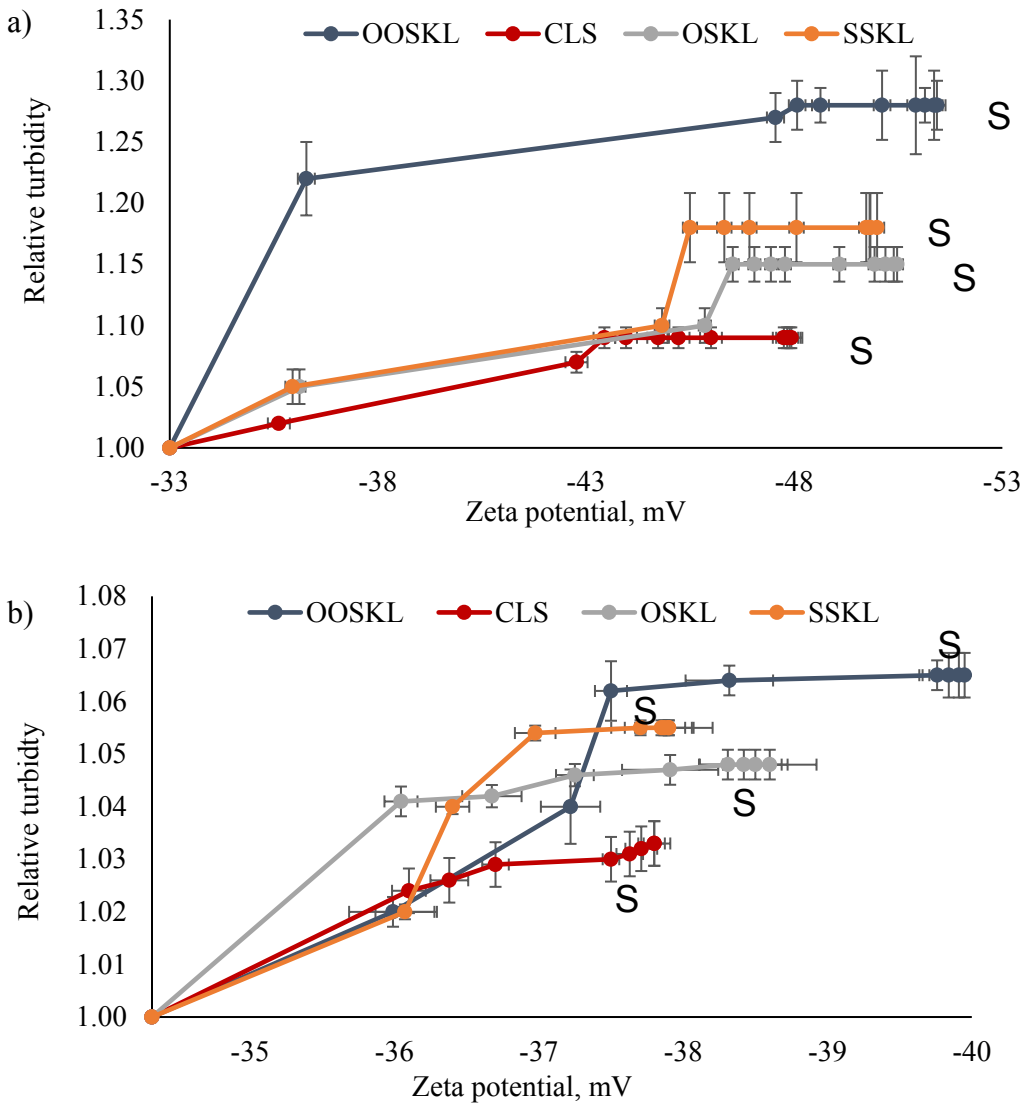 a)
OOSKL CLS OSKL SSKL
Relative turbidity
1.35
1.30
1.25
1.20
1.15
1.10
1.05
1.00
S
S
S
S
-33 -38 -43 -48 -53
Zeta potential, mV
b)
OOSKL CLS OSKL SSKL
Relative turbidty
1.08
1.07
1.06
1.05
1.04
1.03
1.02
1.01
1.00
S
S
S
S
-35 -36 -37 -38 -39 -40
Zeta potential, mV